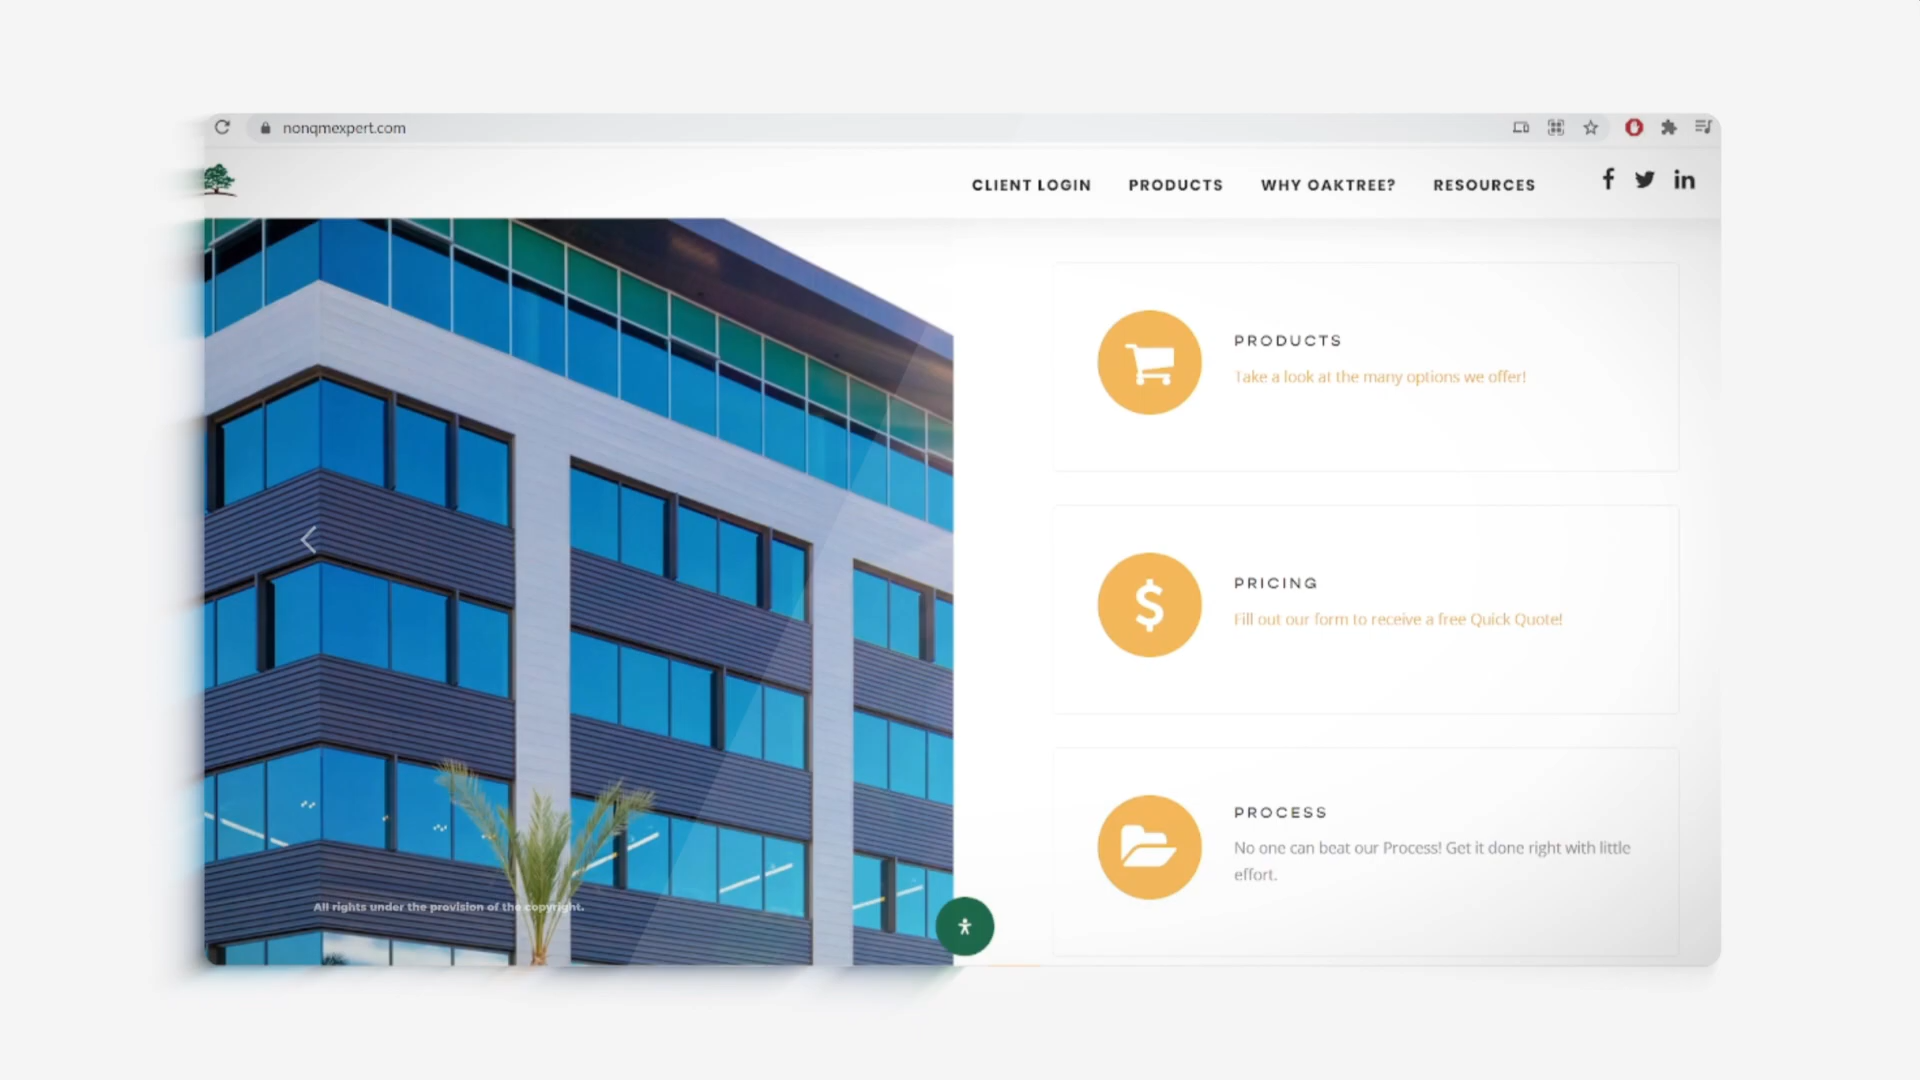 nonqmexpert.com
CLIENT LOGIN PRODUCTS WHY OAKTREE? RESOURCES
PRODUCTS
Take a look at the many options we offer!
PRICING
Fill out our form to receive a free Quick Quote!
PROCESS
No one can beat our Process! Get it done right with little
effort.
All rights under the provision of the copyright.